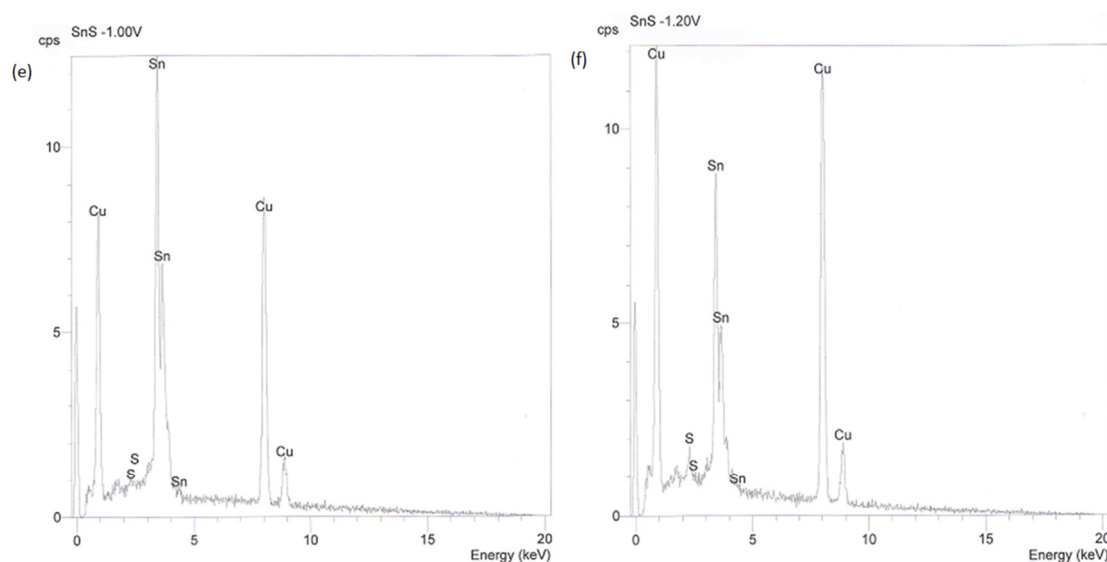 (e)
SnS -1.00V
cps
10
5
0
Cu
S
S
Sn
Sn
Sn
Cu
Cu
0
5
10
15
20
Energy (keV)
(f)
SnS -1.20V
cps
10
5
0
Cu
S
S
Sn
Sn
Sn
Cu
Cu
0
5
10
15
20
Energy (keV)